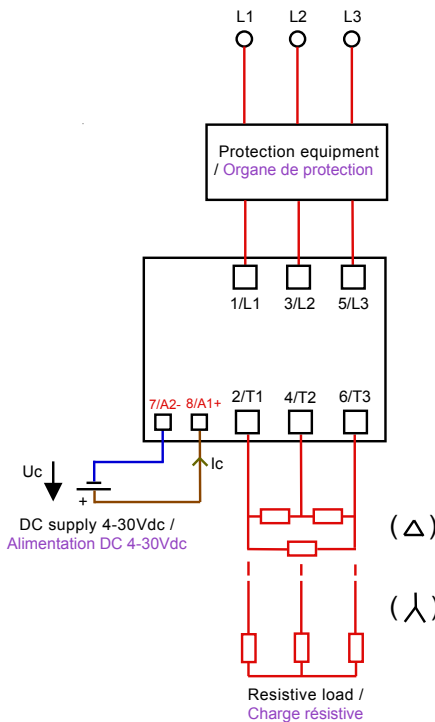 L1 L2 L3
Protection equipment
/ Organe de protection
1/L1 3/L2 5/L3
7/A2- 8/A1+ 2/T1 4/T2 6/T3
Uc
Ic
+
DC supply 4-30Vdc /
Alimentation DC 4-30Vdc
Resistive load /
Charge résistive